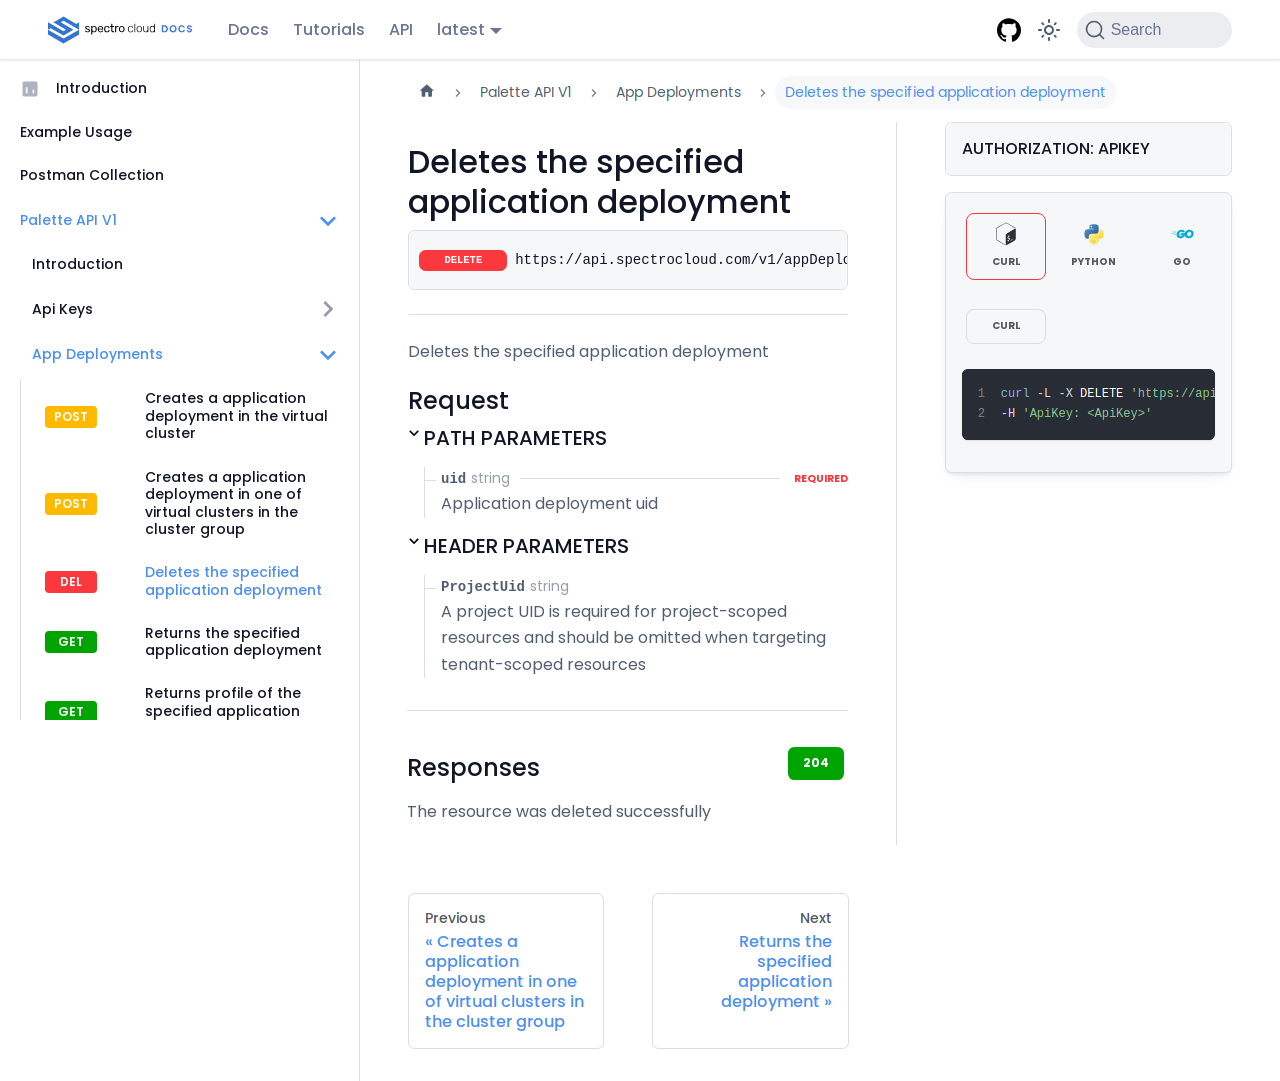 spectro cloud DOCS
Docs
Tutorials
API
latest
Search
Introduction
Example Usage
Postman Collection
Palette API V1
Introduction
Api Keys
App Deployments
POST
Creates a application
deployment in the virtual
cluster
POST
Creates a application
deployment in one of
virtual clusters in the
cluster group
DEL
Deletes the specified
application deployment
GET
Returns the specified
application deployment
GET
Returns profile of the
specified application
Palette API V1
App Deployments
Deletes the specified application deployment
Deletes the specified
application deployment
DELETE
https://api.spectrocloud.com/v1/appDeplo
Deletes the specified application deployment
Request
PATH PARAMETERS
uid string
REQUIRED
Application deployment uid
HEADER PARAMETERS
ProjectUid string
A project UID is required for project-scoped
resources and should be omitted when targeting
tenant-scoped resources
Responses
204
The resource was deleted successfully
Previous
« Creates a
application
deployment in one
of virtual clusters in
the cluster group
Next
Returns the
specified
application
deployment »
AUTHORIZATION: APIKEY
CURL
PYTHON
GO
CURL
1 curl -L -X DELETE 'https://api
2 -H 'ApiKey: <ApiKey>'